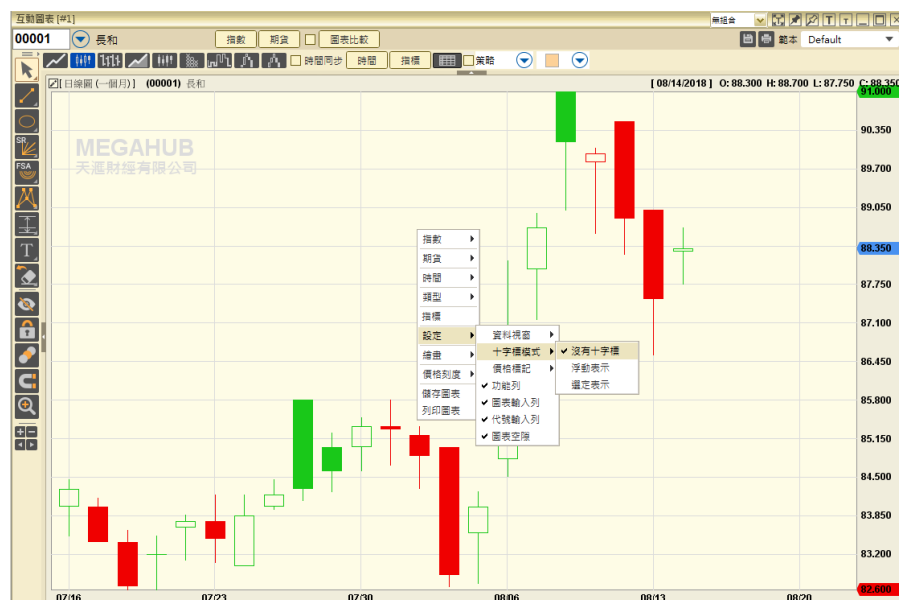 互動圖表 [#1] 無組合
00001 長和 指數 期貨 圖表比較 範本 Default
時間同步 時間 指標 策略
[日線圖 (一個月)] (00001) 長和 [08/14/2018] O: 88.300 H: 88.700 L: 87.750 C: 88.350
MEGAHUB
天滙財經有限公司
SR
FSA
T
91.000
90.350
89.700
89.050
88.350
87.750
87.100
86.450
85.800
85.150
84.500
83.850
83.200
82.600
指數
期貨
時間
類型
指標
設定
繪畫
價格刻度
儲存圖表
列印圖表
資料視窗
十字標模式
價格標記
功能列
圖表輸入列
代號輸入列
圖表空隙
沒有十字標
浮動表示
選定表示
07/16 07/23 07/30 08/06 08/13 08/20